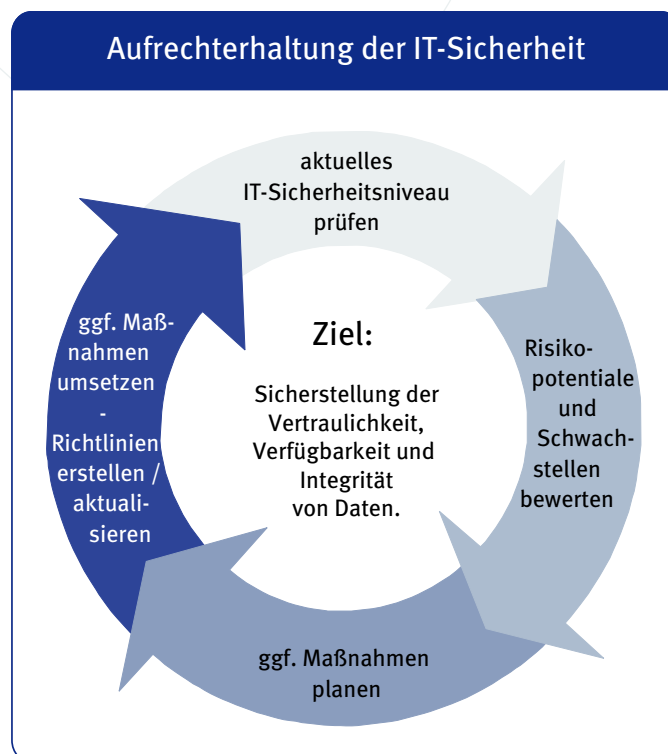 Aufrechterhaltung der IT-Sicherheit
aktuelles
IT-Sicherheitsniveau
prüfen
Risiko-
potentiale
und
Schwach-
stellen
bewerten
ggf. Maßnahmen
planen
ggf. Maß-
nahmen
umsetzen
-
Richtlinien
erstellen /
aktuali-
sieren
Ziel:
Sicherstellung der
Vertraulichkeit,
Verfügbarkeit und
Integrität
von Daten.